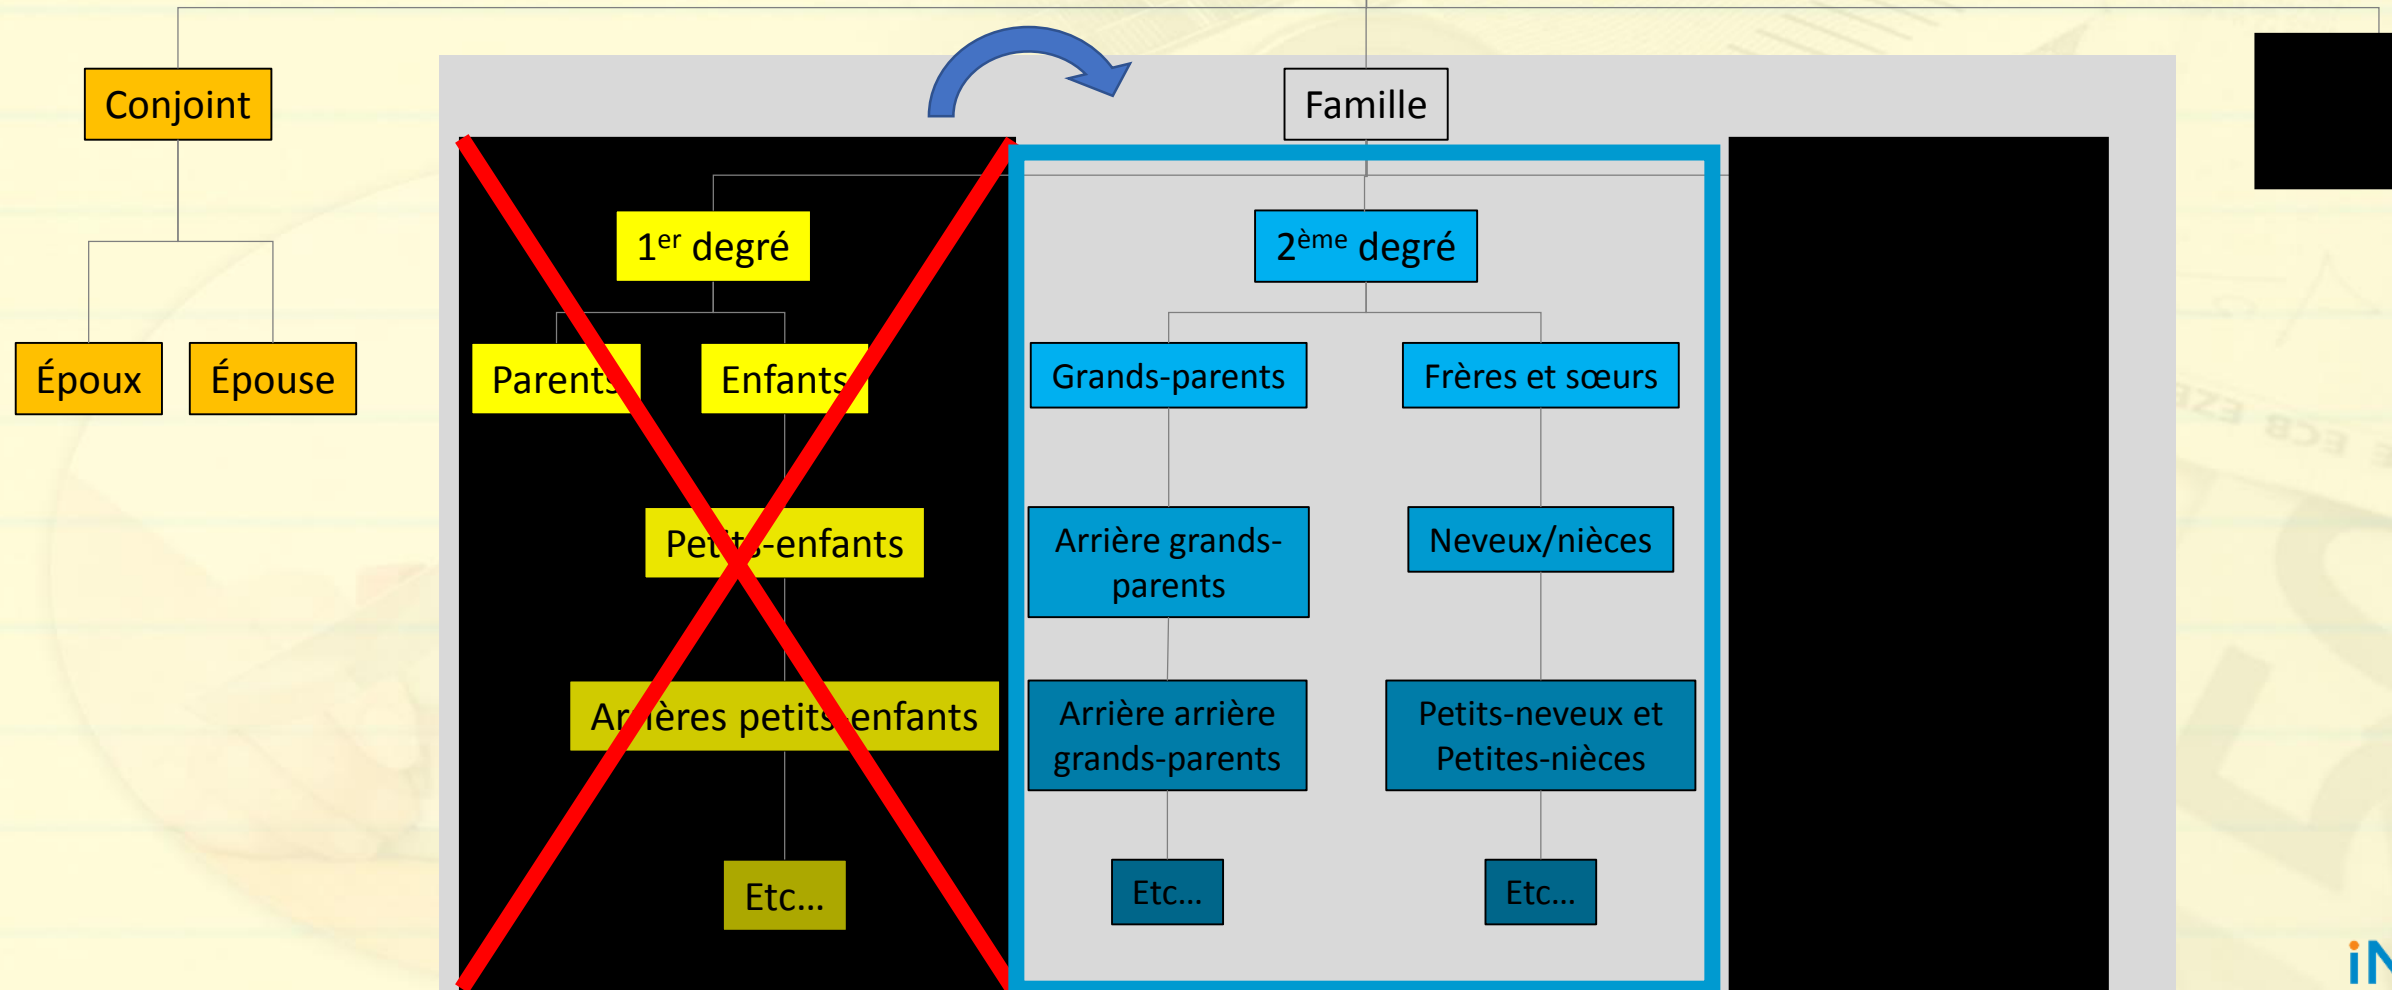 Conjoint
Famille
1er degré
2ème degré
Époux
Épouse
Parents
Enfants
Grands-parents
Frères et sœurs
Petits-enfants
Arrière grands-
parents
Neveux/nièces
Arrières petits-enfants
Arrière arrière
grands-parents
Petits-neveux et
Petites-nièces
Etc...
Etc...
Etc...